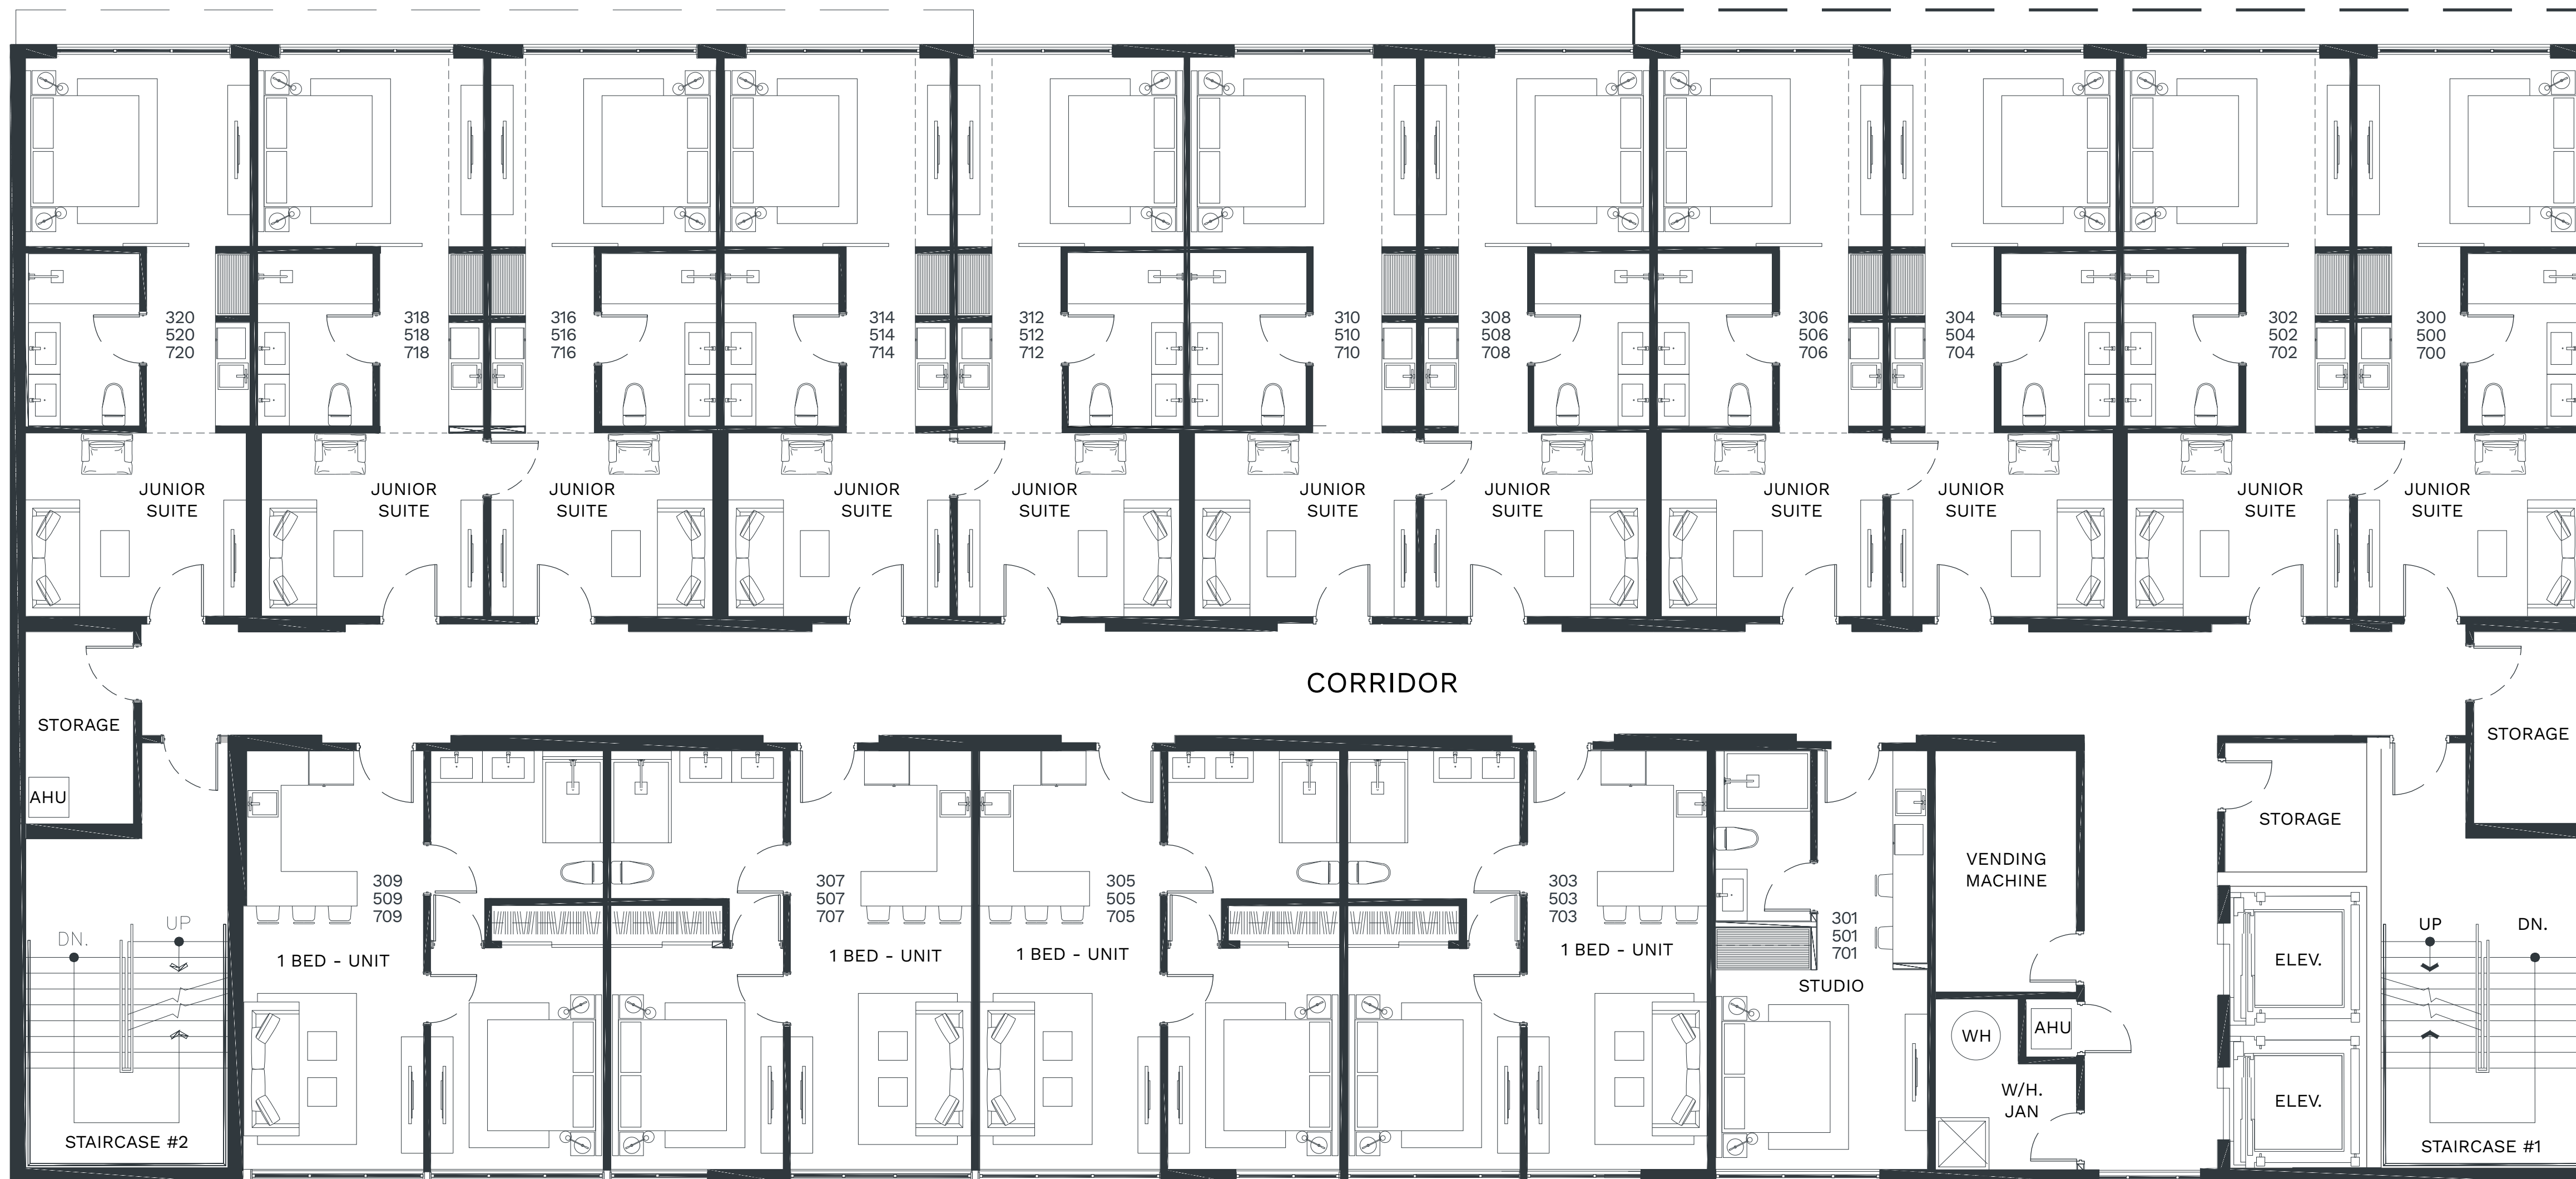 320
520
720
318
518
718
316
516
716
314
514
714
312
512
712
310
510
710
308
508
708
306
506
706
304
504
704
302
502
702
300
500
700
JUNIOR
SUITE
JUNIOR
SUITE
JUNIOR
SUITE
JUNIOR
SUITE
JUNIOR
SUITE
JUNIOR
SUITE
JUNIOR
SUITE
JUNIOR
SUITE
JUNIOR
SUITE
JUNIOR
SUITE
JUNIOR
SUITE
CORRIDOR
STORAGE
AHU
DN.
UP
STAIRCASE #2
309
509
709
1 BED - UNIT
307
507
707
1 BED - UNIT
305
505
705
1 BED - UNIT
303
503
703
1 BED - UNIT
301
501
701
STUDIO
VENDING
MACHINE
WH
AHU
W/H.
JAN
STORAGE
ELEV.
ELEV.
STORAGE
UP
DN.
STAIRCASE #1